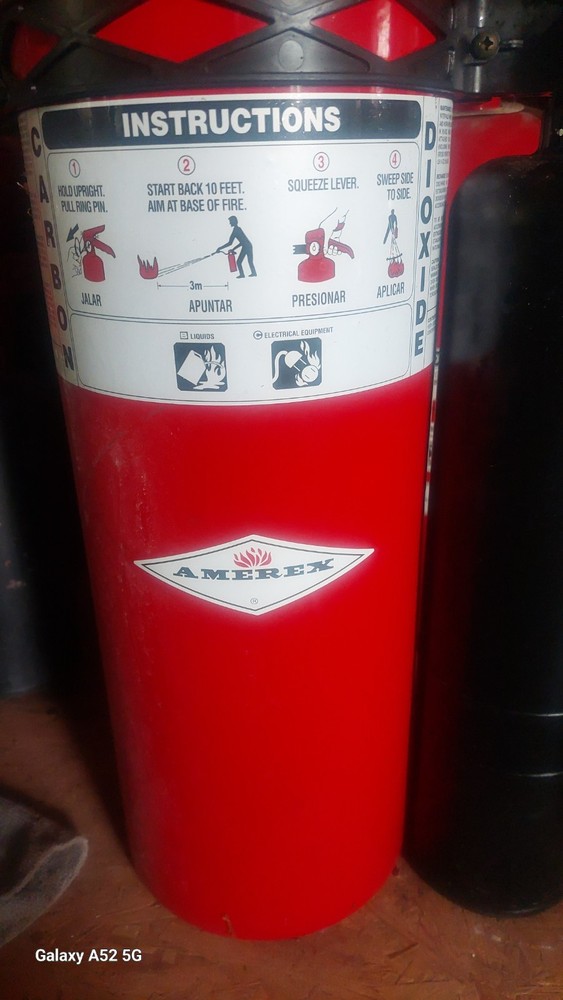 INSTRUCTIONS
CARBON
DIOXIDE
1
HOLD UPRIGHT.
PULL RING PIN.
JALAR
2
START BACK 10 FEET.
AIM AT BASE OF FIRE.
3m
APUNTAR
3
SQUEEZE LEVER.
PRESIONAR
4
SWEEP SIDE
TO SIDE.
APLICAR
B LIQUIDS
C ELECTRICAL EQUIPMENT
AMEREX
®
Galaxy A52 5G